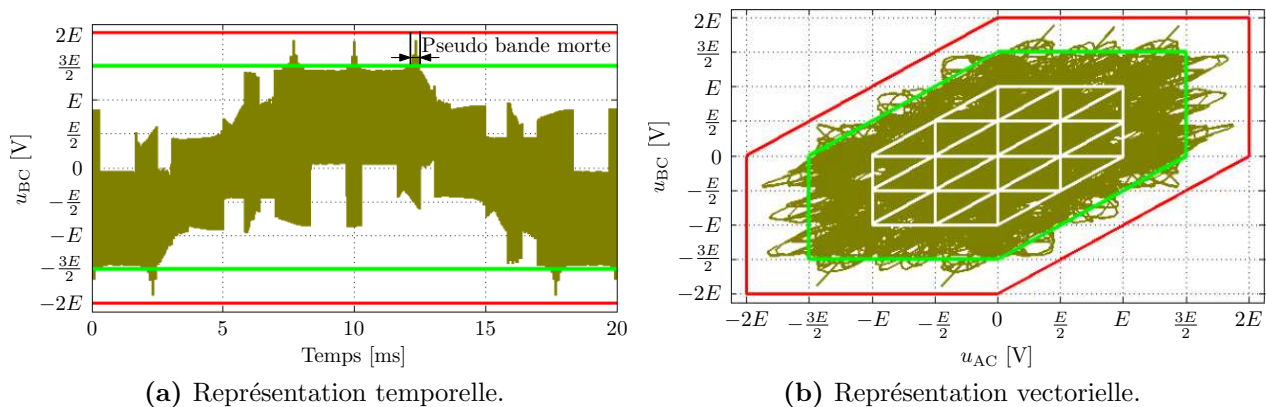 2E
3E/2
E
E/2
0
−E/2
−E
−3E/2
−2E
u_BC [V]
Pseudo bande morte
0 5 10 15 20
Temps [ms]
(a) Représentation temporelle.
2E
3E/2
E
E/2
0
−E/2
−E
−3E/2
−2E
u_BC [V]
−2E −3E/2 −E −E/2 0 E/2 E 3E/2 2E
u_AC [V]
(b) Représentation vectorielle.